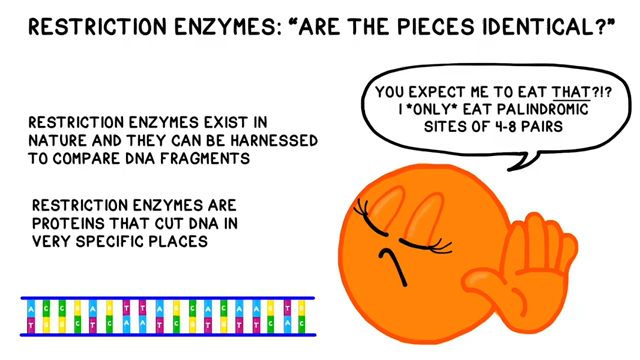 RESTRICTION ENZYMES: "ARE THE PIECES IDENTICAL?"
YOU EXPECT ME TO EAT THAT?!?
I *ONLY* EAT PALINDROMIC
SITES OF 4-8 PAIRS
RESTRICTION ENZYMES EXIST IN
NATURE AND THEY CAN BE HARNESSED
TO COMPARE DNA FRAGMENTS
RESTRICTION ENZYMES ARE
PROTEINS THAT CUT DNA IN
VERY SPECIFIC PLACES